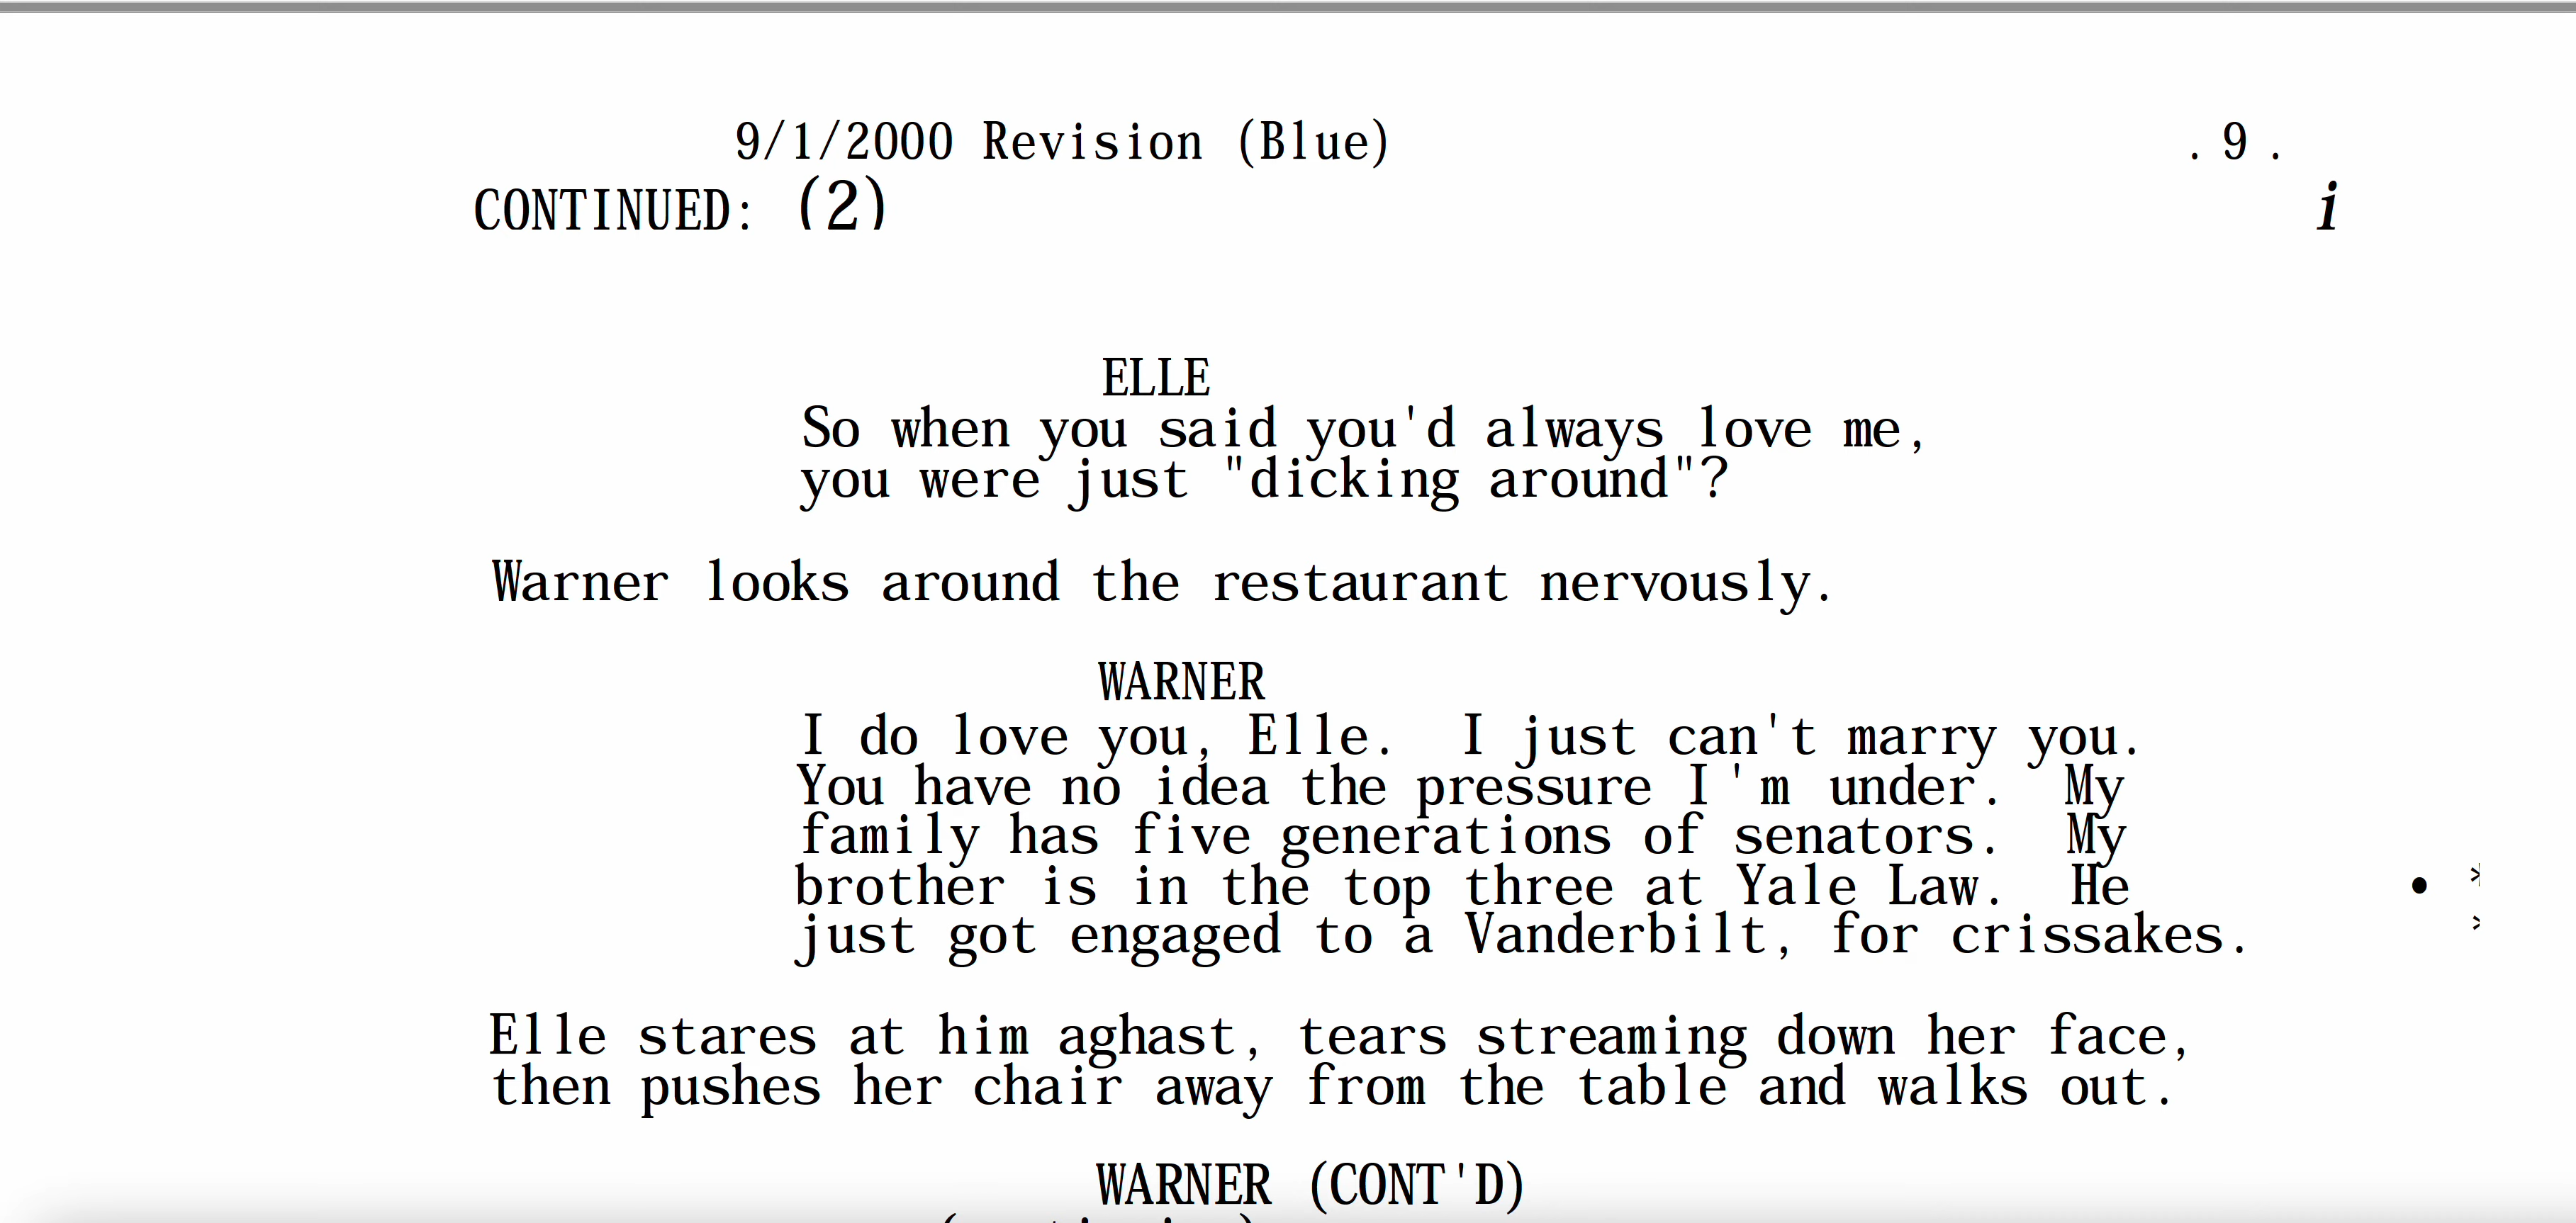 9/1/2000 Revision (Blue) .9.
CONTINUED: (2) i
ELLE
So when you said you'd always love me,
you were just "dicking around"?
Warner looks around the restaurant nervously.
WARNER
I do love you, Elle. I just can't marry you.
You have no idea the pressure I'm under. My
family has five generations of senators. My
brother is in the top three at Yale Law. He • *
just got engaged to a Vanderbilt, for crissakes. *
Elle stares at him aghast, tears streaming down her face,
then pushes her chair away from the table and walks out.
WARNER (CONT'D)